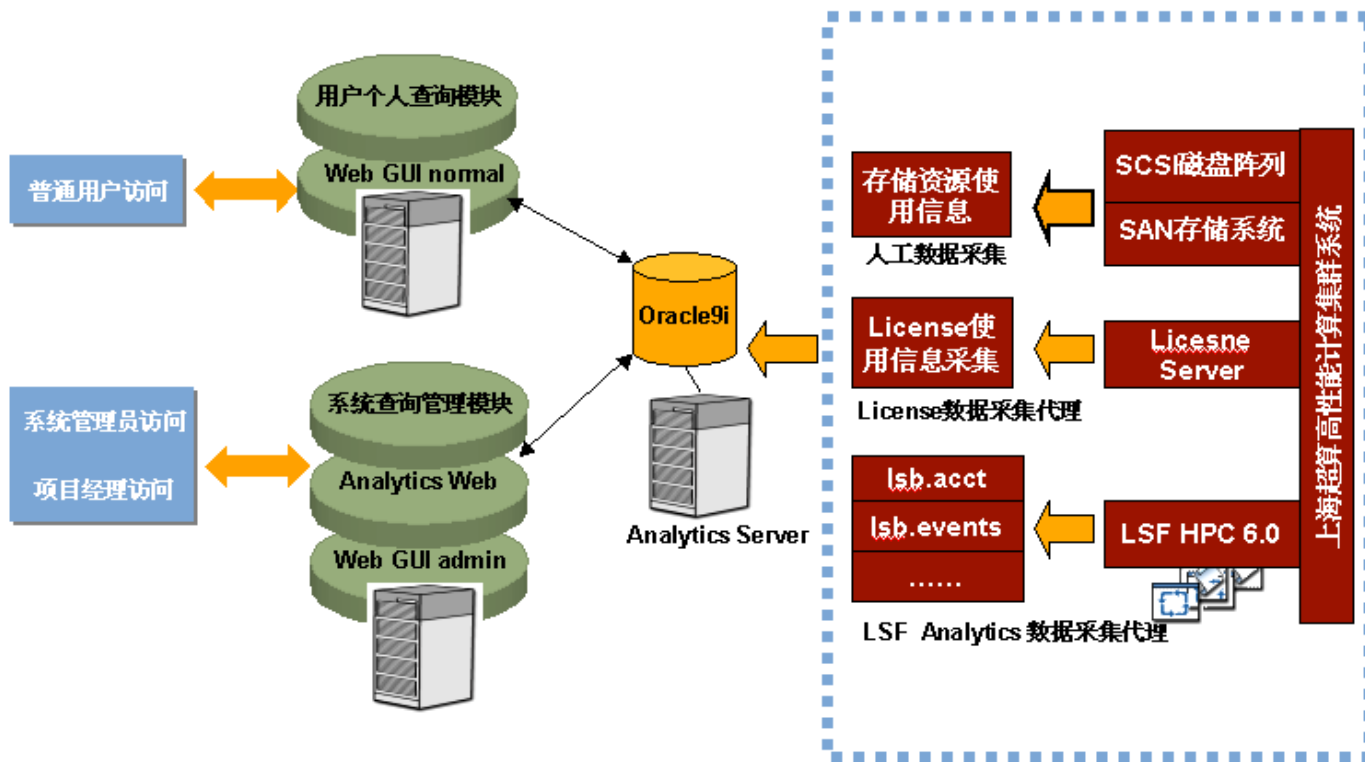 用户个人查询模块
Web GUI normal
普通用户访问
系统查询管理模块
Analytics Web
Web GUI admin
系统管理员访问
项目经理访问
Oracle9i
Analytics Server
存储资源使
用信息
人工数据采集
SCSI磁盘阵列
SAN存储系统
License使
用信息采集
License数据采集代理
Licesne
Server
lsb.acct
lsb.events
......
LSF Analytics 数据采集代理
LSF HPC 6.0
上海超算高性能计算集群系统